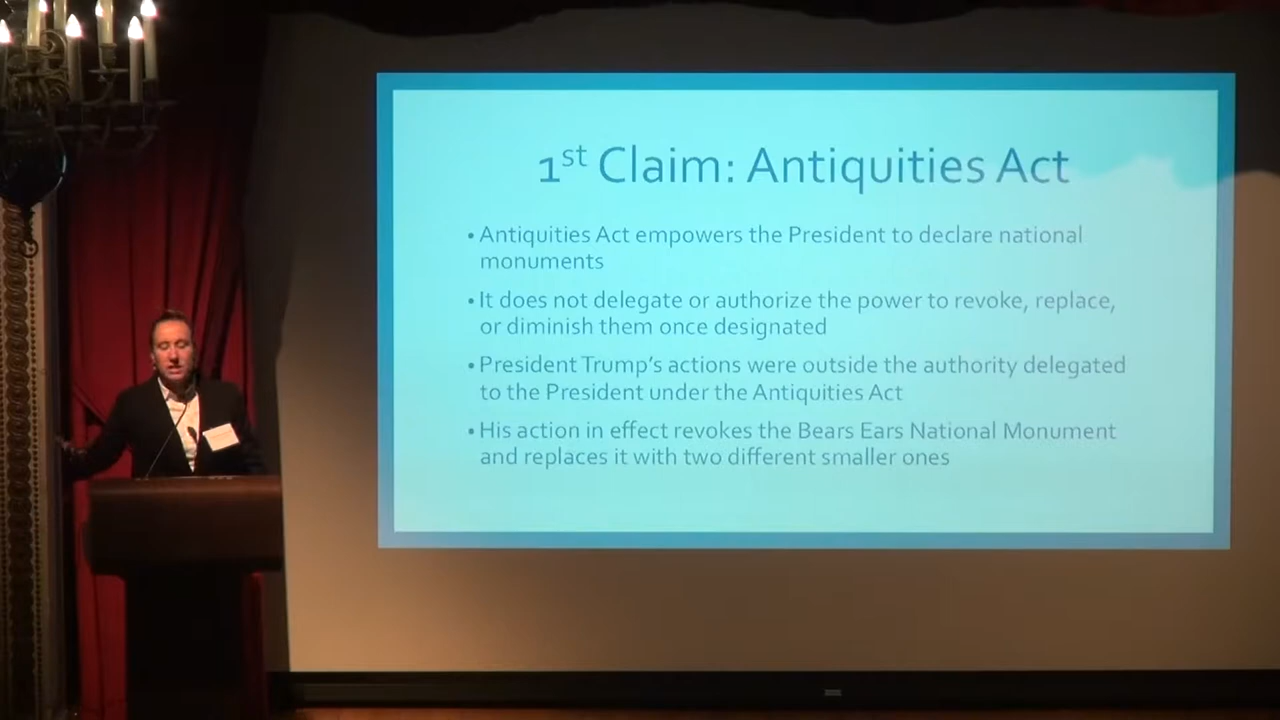 1st Claim: Antiquities Act
• Antiquities Act empowers the President to declare national
monuments
• It does not delegate or authorize the power to revoke, replace,
or diminish them once designated
• President Trump's actions were outside the authority delegated
to the President under the Antiquities Act
• His action in effect revokes the Bears Ears National Monument
and replaces it with two different smaller ones